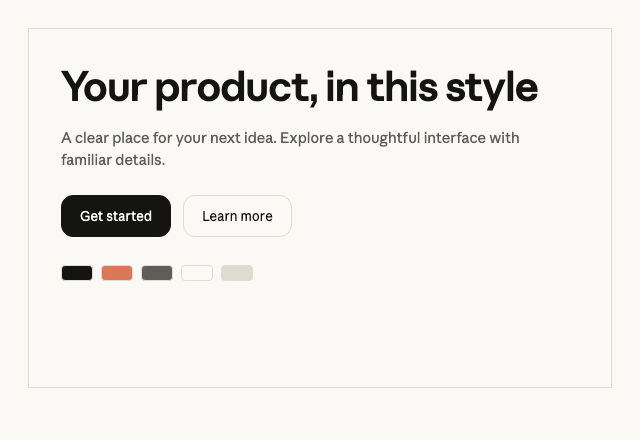 Your product, in this style
A clear place for your next idea. Explore a thoughtful interface with
familiar details.
Get started
Learn more